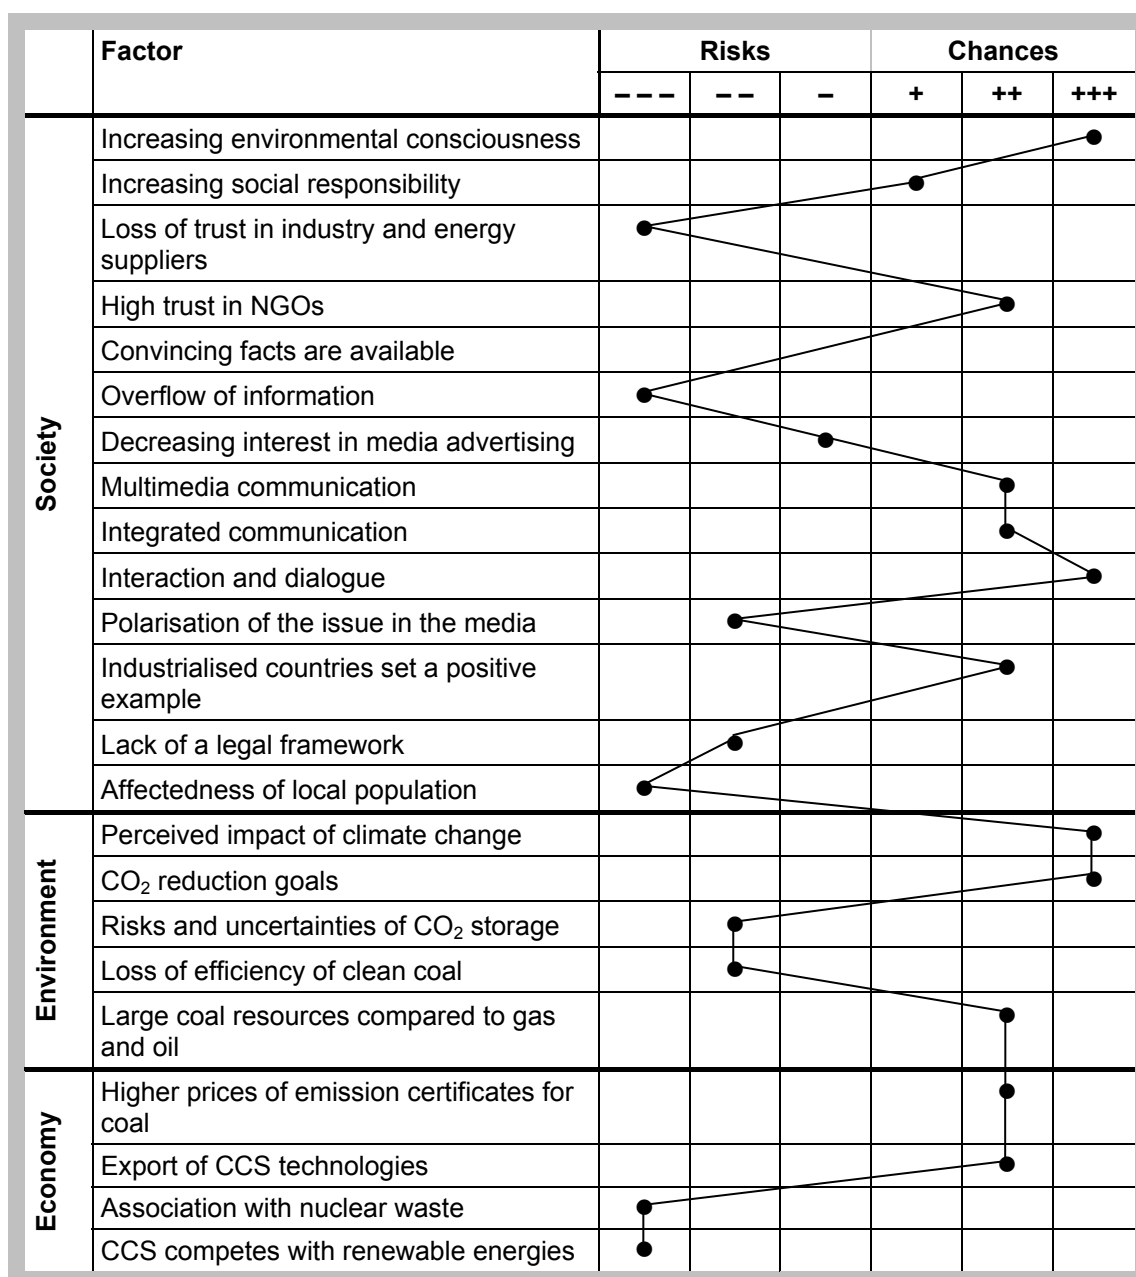 Factor Risks Chances
– – – – – – + ++ +++
Society
Increasing environmental consciousness
Increasing social responsibility
Loss of trust in industry and energy
suppliers
High trust in NGOs
Convincing facts are available
Overflow of information
Decreasing interest in media advertising
Multimedia communication
Integrated communication
Interaction and dialogue
Polarisation of the issue in the media
Industrialised countries set a positive
example
Lack of a legal framework
Affectedness of local population
Environment
Perceived impact of climate change
CO₂ reduction goals
Risks and uncertainties of CO₂ storage
Loss of efficiency of clean coal
Large coal resources compared to gas
and oil
Economy
Higher prices of emission certificates for
coal
Export of CCS technologies
Association with nuclear waste
CCS competes with renewable energies